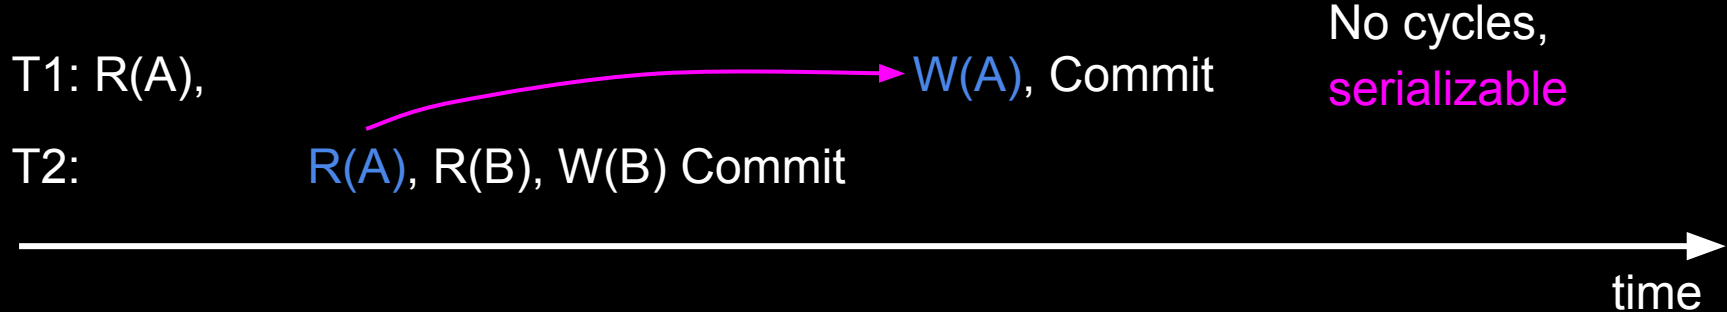 No cycles,
serializable
T1: R(A), W(A), Commit
T2: R(A), R(B), W(B) Commit
time